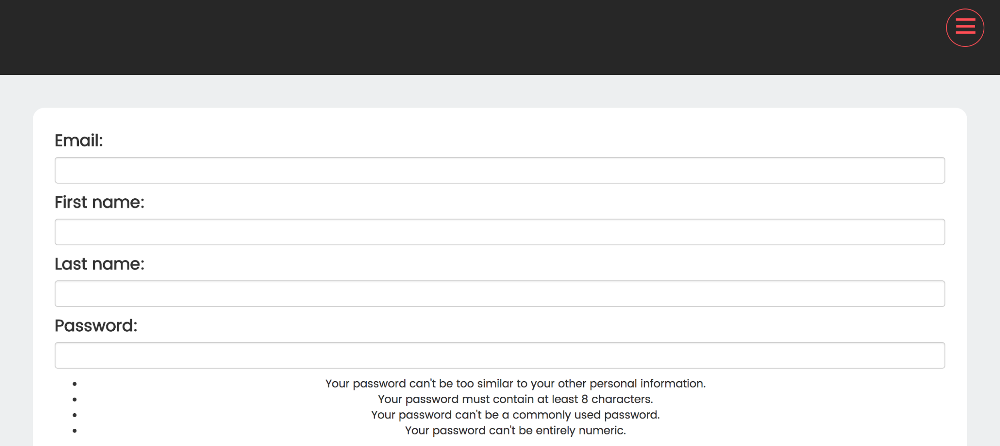 Email:
First name:
Last name:
Password:
• Your password can't be too similar to your other personal information.
• Your password must contain at least 8 characters.
• Your password can't be a commonly used password.
• Your password can't be entirely numeric.